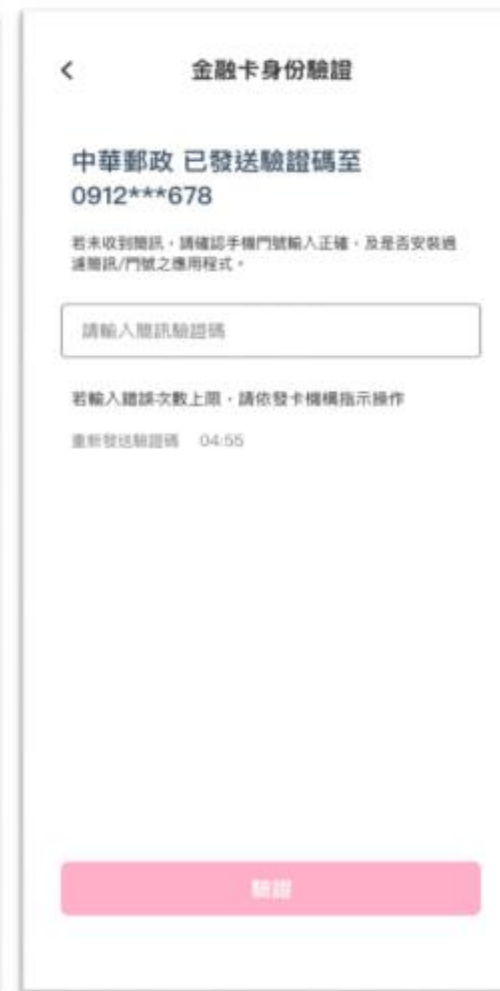 金融卡身份驗證
中華郵政 已發送驗證碼至
0912***678
若未收到簡訊，請確認手機門號輸入正確，及是否安裝過
濾簡訊/門號之應用程式。
請輸入簡訊驗證碼
若輸入錯誤次數上限，請依發卡機構指示操作
重新發送驗證碼 04:55
驗證